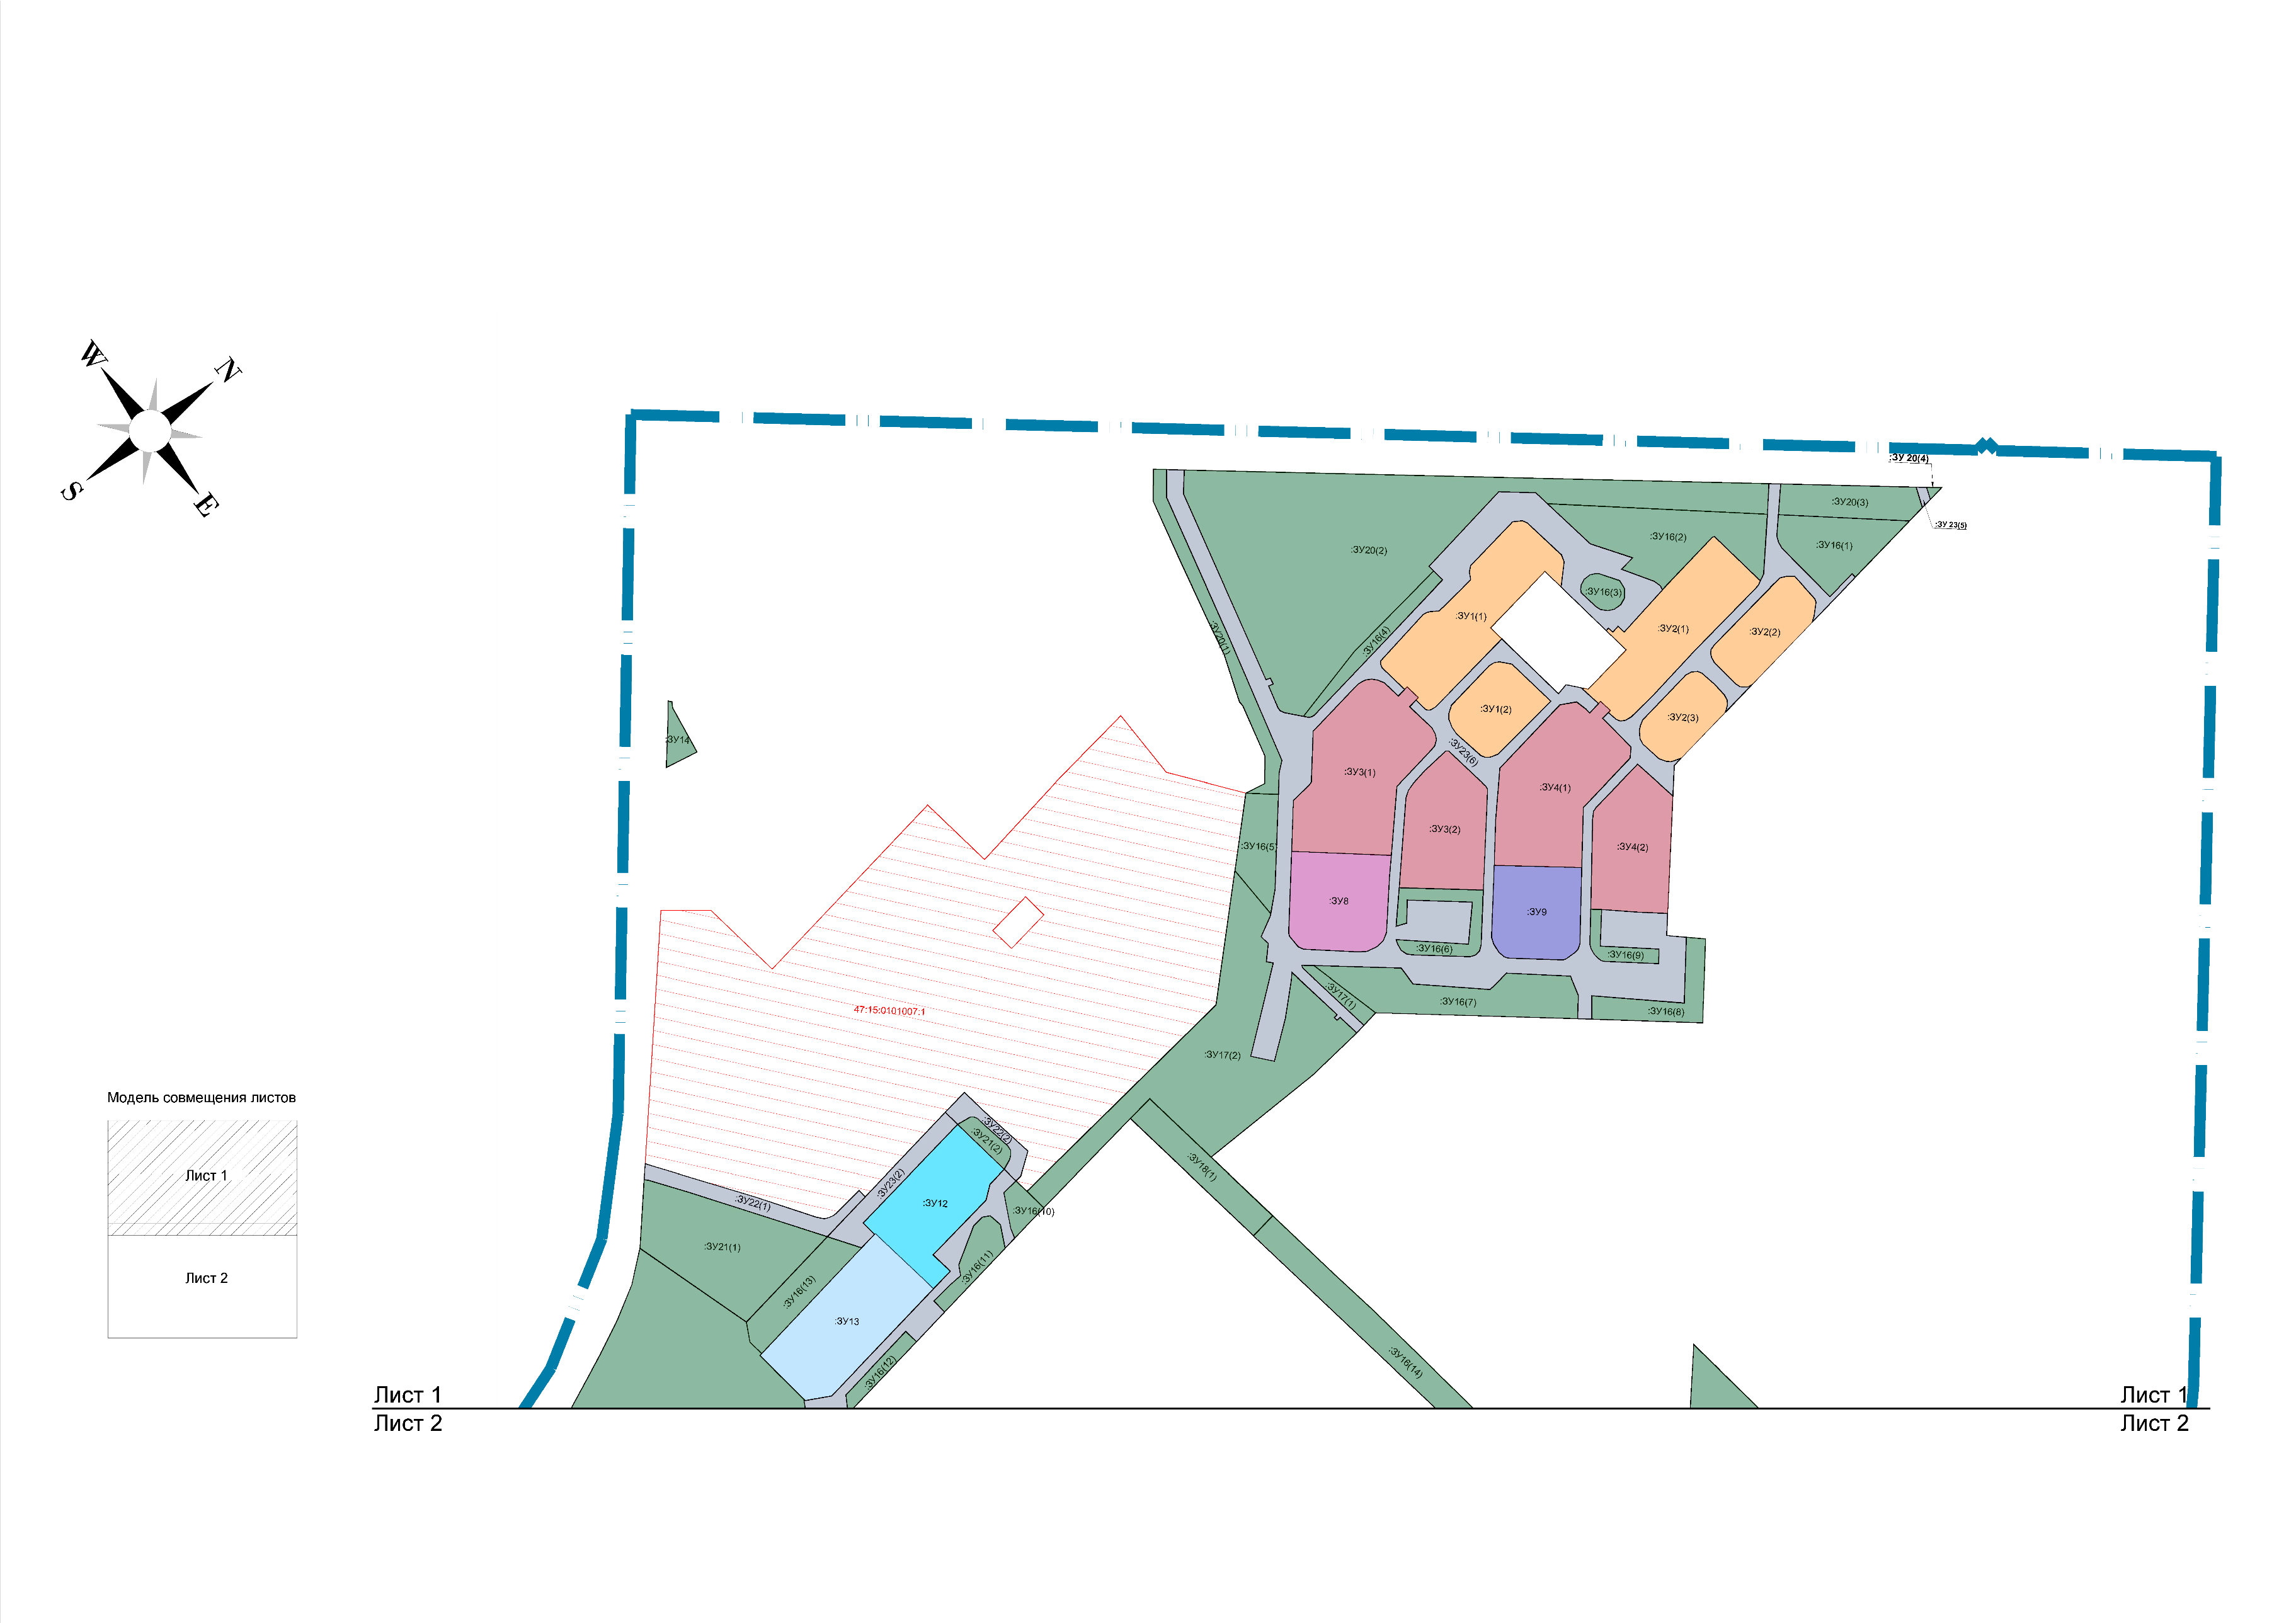 W
N
S
E
:ЗУ 20(4)
:ЗУ20(3)
:ЗУ 23(5)
:ЗУ16(2)
:ЗУ16(1)
:ЗУ20(2)
:ЗУ16(3)
:ЗУ1(1)
:ЗУ2(1)
:ЗУ2(2)
:ЗУ20(1)
:ЗУ16(4)
:ЗУ1(2)
:ЗУ2(3)
:ЗУ14
:ЗУ23(6)
:ЗУ3(1)
:ЗУ4(1)
:ЗУ3(2)
:ЗУ16(5
:ЗУ4(2)
:ЗУ8
:ЗУ9
:ЗУ16(6)
:ЗУ16(9)
:ЗУ17(1)
:ЗУ16(7)
:ЗУ16(8)
47:15:0101007:1
:ЗУ17(2)
Модель совмещения листов
Лист 1
Лист 2
:ЗУ22(2)
:ЗУ21(2)
:ЗУ18(1)
:ЗУ23(2)
:ЗУ22(1)
:ЗУ12
:ЗУ16(10)
:ЗУ21(1)
:ЗУ16(11)
:ЗУ16(13)
:ЗУ13
:ЗУ16(12)
:ЗУ16(14)
Лист 1
Лист 1
Лист 2
Лист 2